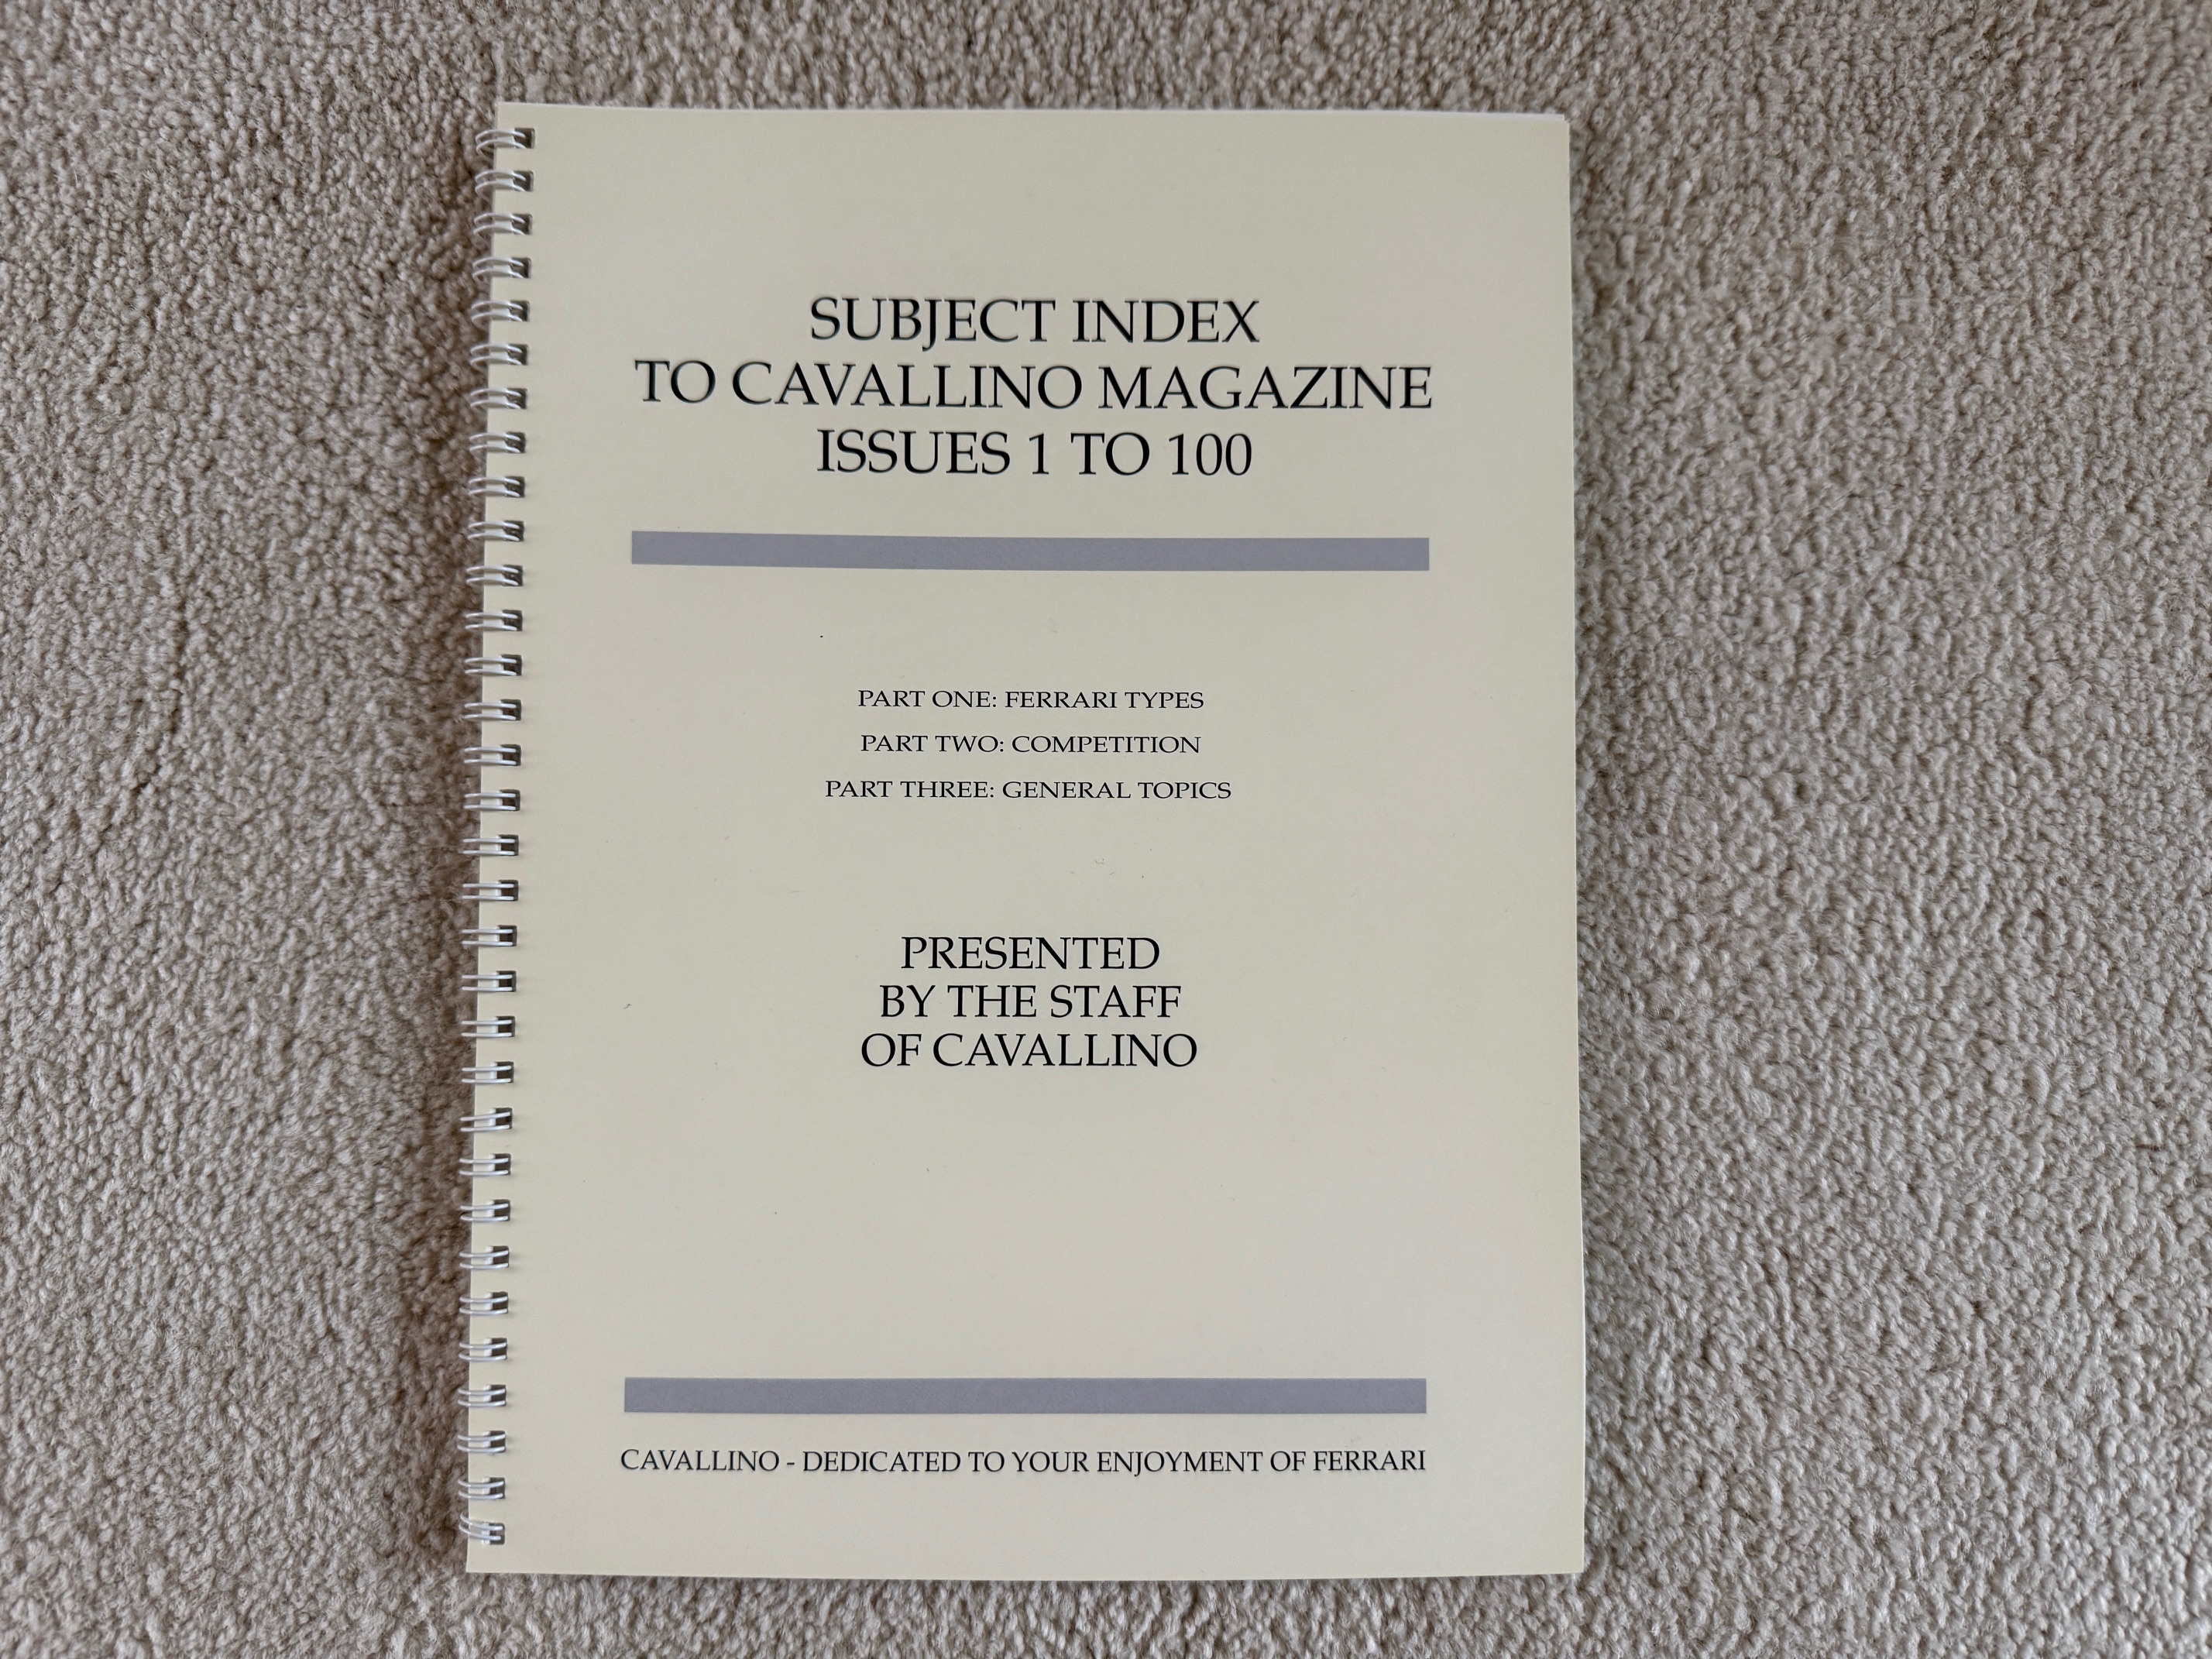 SUBJECT INDEX
TO CAVALLINO MAGAZINE
ISSUES 1 TO 100
PART ONE: FERRARI TYPES
PART TWO: COMPETITION
PART THREE: GENERAL TOPICS
PRESENTED
BY THE STAFF
OF CAVALLINO
CAVALLINO - DEDICATED TO YOUR ENJOYMENT OF FERRARI